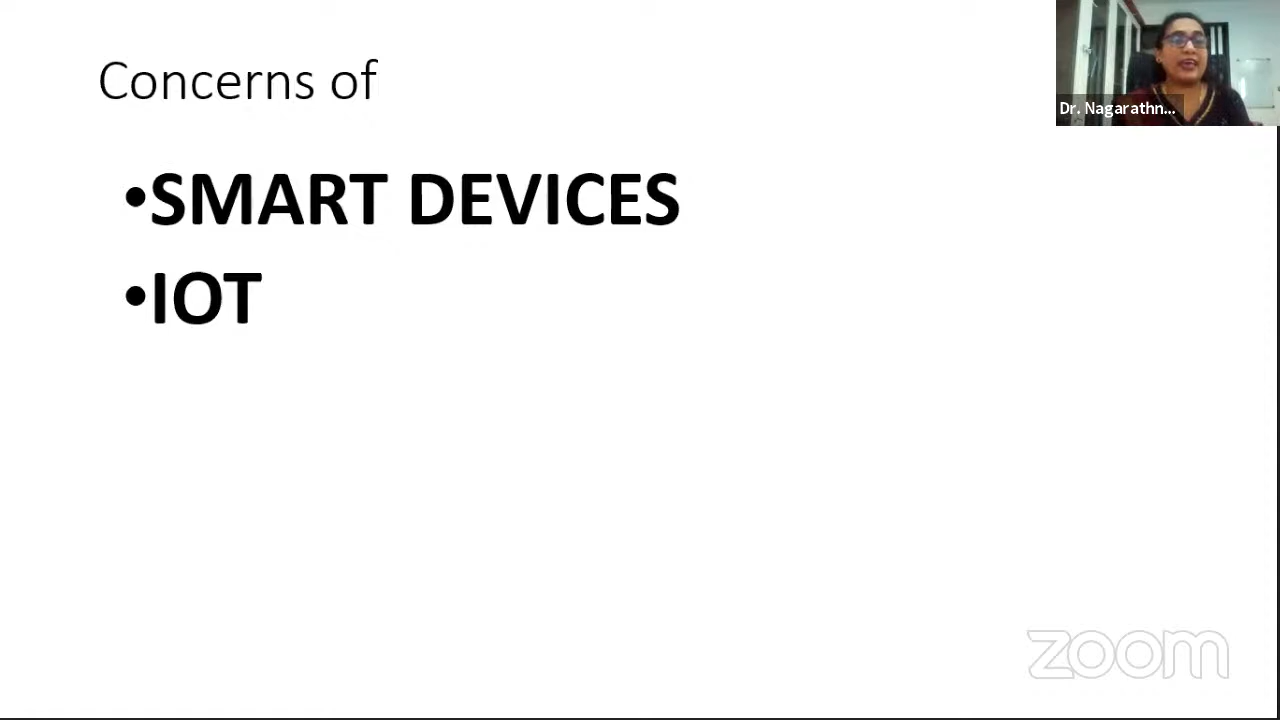 Concerns of
Dr. Nagarathn...
•SMART DEVICES
•IOT
zoom